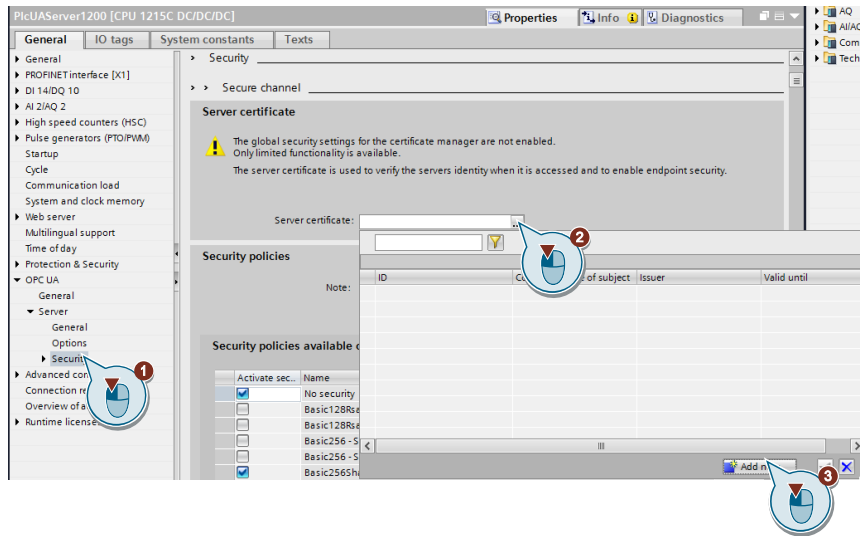 PlcUAServer1200 [CPU 1215C DC/DC/DC]
Properties
Info
Diagnostics
General
IO tags
System constants
Texts
General
PROFINET interface [X1]
DI 14/DQ 10
AI 2/AQ 2
High speed counters (HSC)
Pulse generators (PTO/PWM)
Startup
Cycle
Communication load
System and clock memory
Web server
Multilingual support
Time of day
Protection & Security
OPC UA
General
Server
General
Options
Security
1
Advanced
Connection
Overview of
Runtime
Security
Secure channel
Server certificate
The global security settings for the certificate manager are not enabled.
Only limited functionality is available.
The server certificate is used to verify the servers identity when it is accessed and to enable endpoint security.
Server certificate:
...
2
ID
of subject
Issuer
Valid until
Security policies
Note:
Security policies available
Activate sec..
Name
No security
Basic128Rsa
Basic128Rsa
Basic256 - S
Basic256 - S
Basic256Sha
Add
3
AQ
AI/AQ
Com
Tech